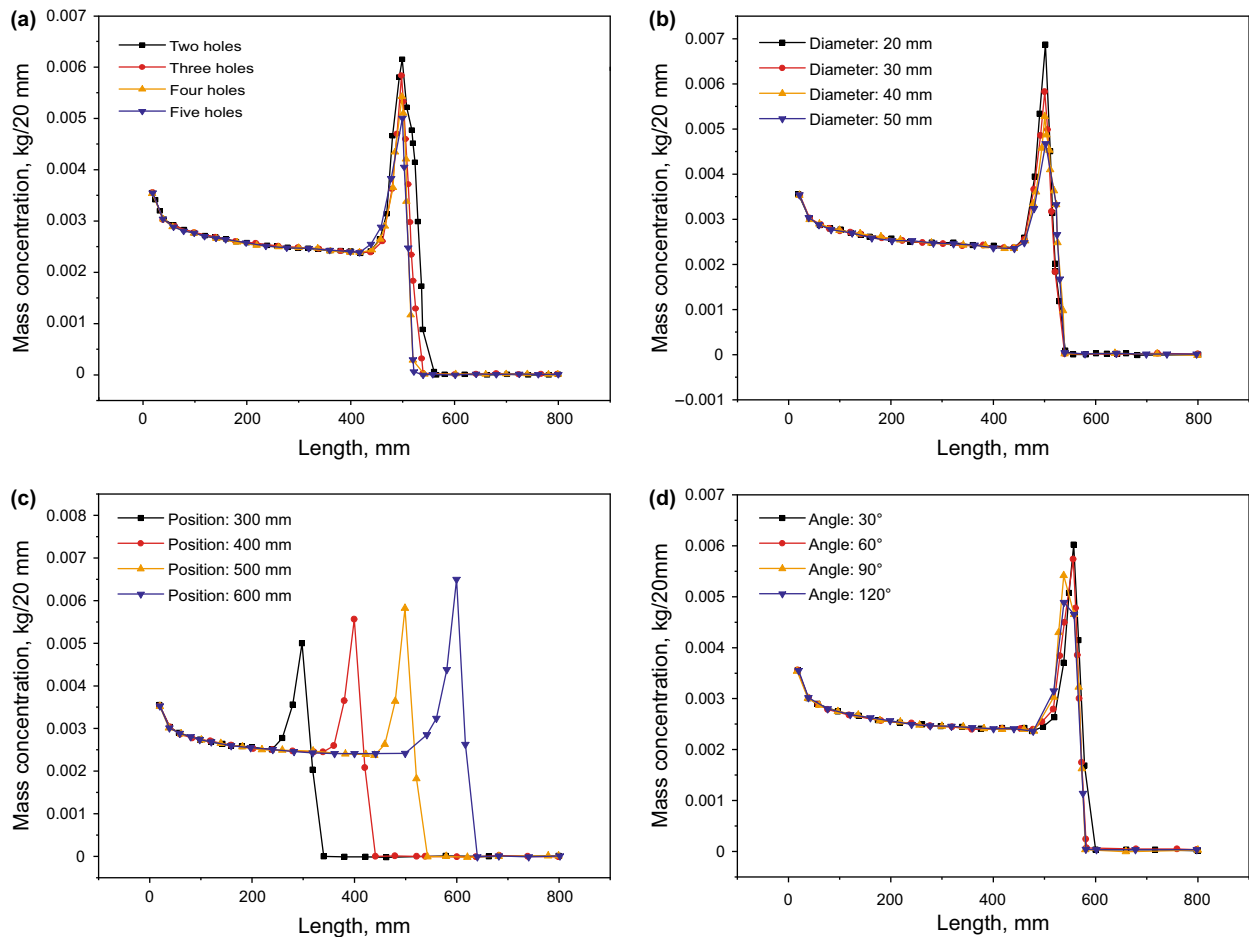 (a)
0.007
0.006
0.005
0.004
0.003
0.002
0.001
0
Mass concentration, kg/20 mm
Two holes
Three holes
Four holes
Five holes
0 200 400 600 800
Length, mm
(b)
0.007
0.006
0.005
0.004
0.003
0.002
0.001
0
–0.001
Mass concentration, kg/20 mm
Diameter: 20 mm
Diameter: 30 mm
Diameter: 40 mm
Diameter: 50 mm
0 200 400 600 800
Length, mm
(c)
0.008
0.007
0.006
0.005
0.004
0.003
0.002
0.001
0
Mass concentration, kg/20 mm
Position: 300 mm
Position: 400 mm
Position: 500 mm
Position: 600 mm
0 200 400 600 800
Length, mm
(d)
0.007
0.006
0.005
0.004
0.003
0.002
0.001
0
Mass concentration, kg/20mm
Angle: 30°
Angle: 60°
Angle: 90°
Angle: 120°
0 200 400 600 800
Length, mm